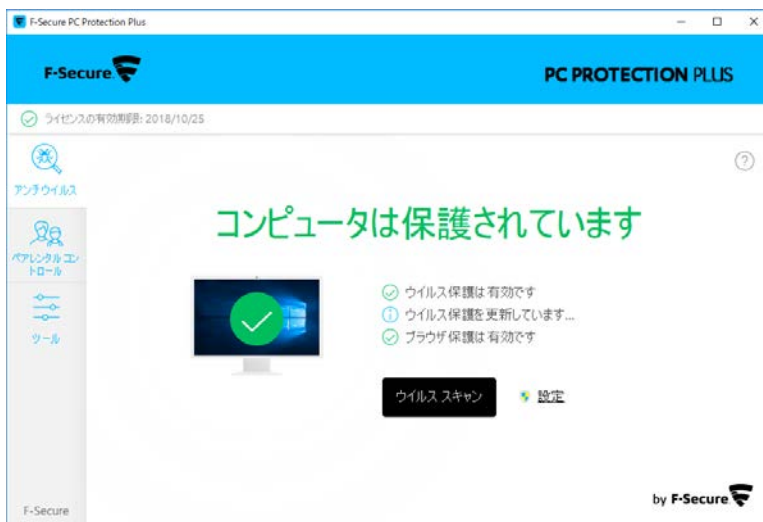 F-Secure PC Protection Plus
F-Secure.
PC PROTECTION PLUS
ライセンスの有効期限: 2018/10/25
アンチウイルス
?
コンピュータは保護されています
ペアレンタル コン
トロール
ウイルス保護は有効です
ウイルス保護を更新しています...
ブラウザ保護は有効です
ツール
ウイルス スキャン
設定
by F-Secure
F-Secure